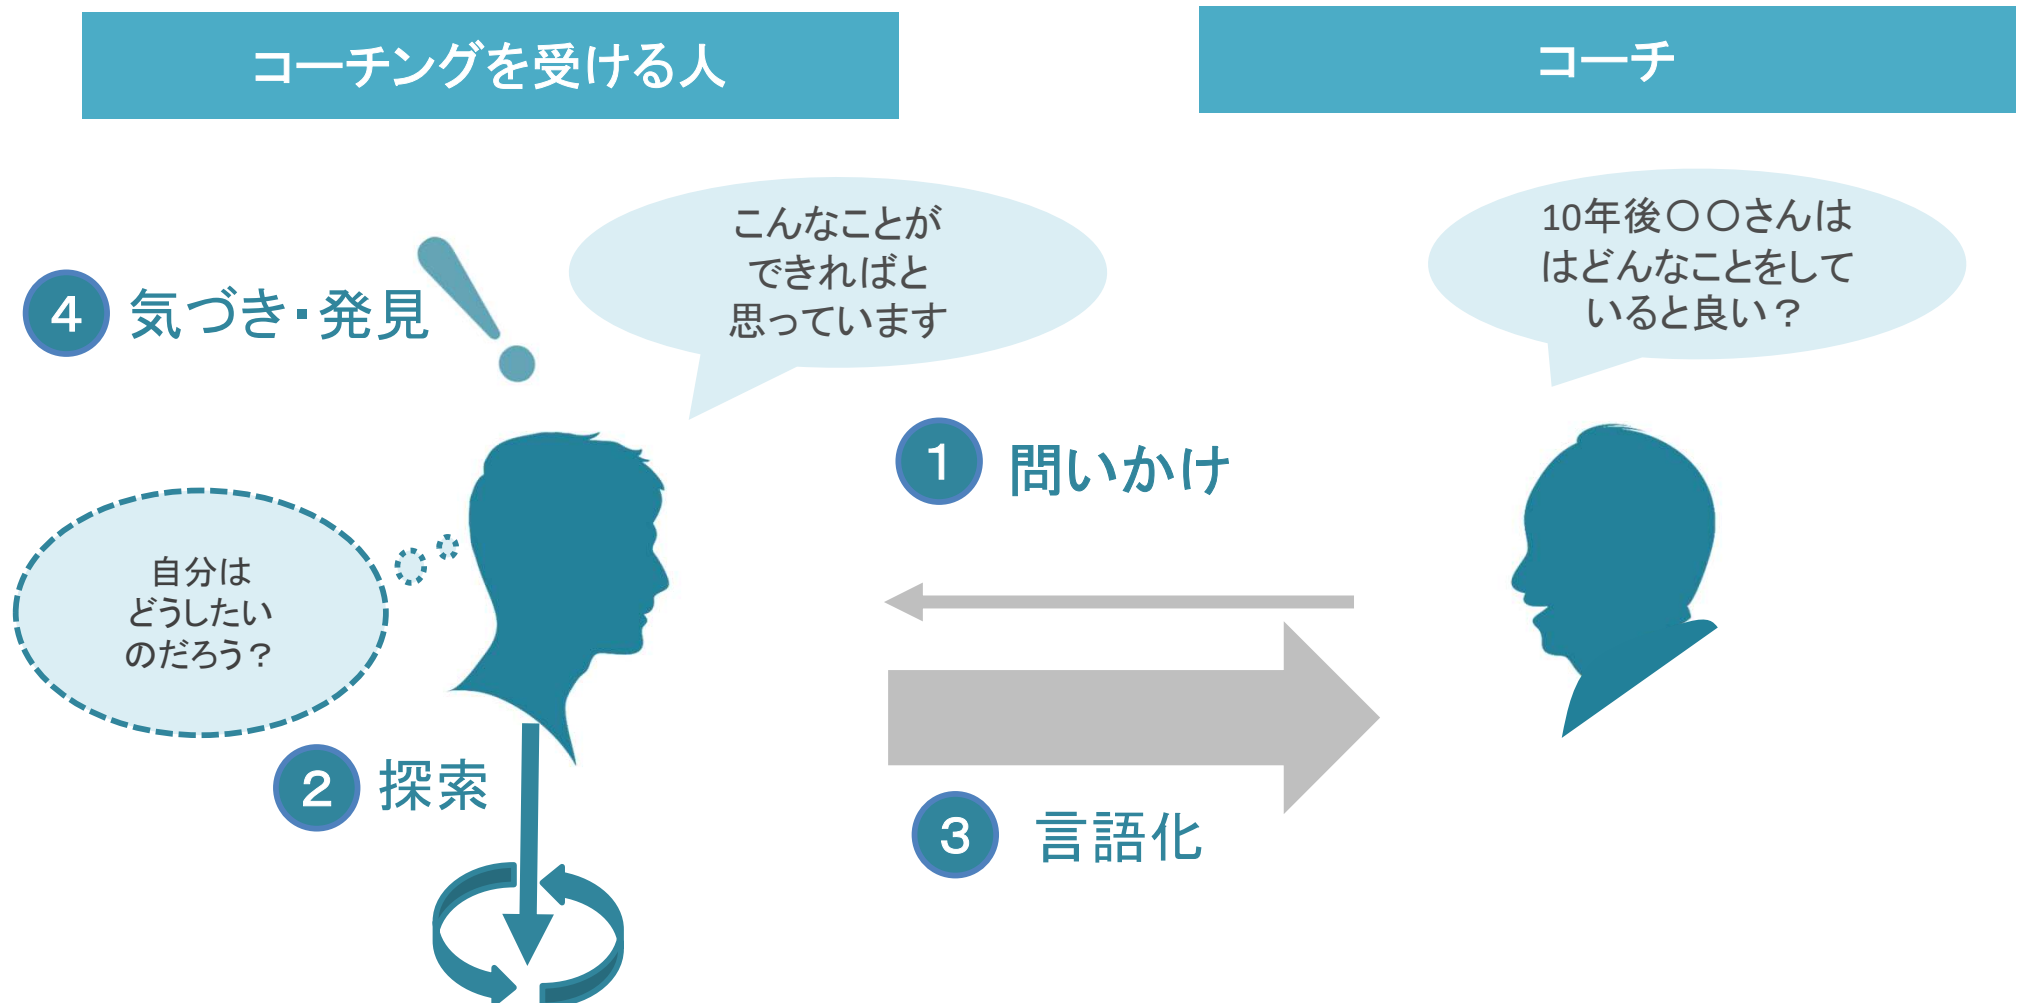 コーチングを受ける人
コーチ
こんなことが
できればと
思っています
10年後〇〇さんは
はどんなことをして
いると良い？
4 気づき・発見
1 問いかけ
自分は
どうしたい
のだろう？
2 探索
3 言語化